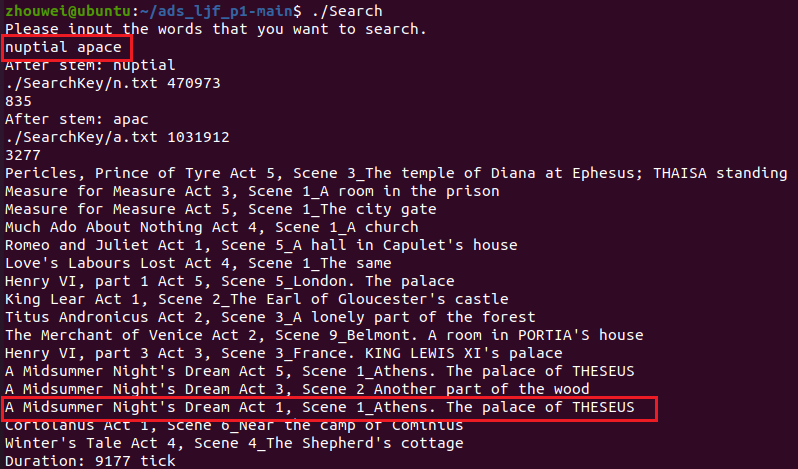 zhouwei@ubuntu:~/ads_ljf_p1-main$ ./Search
Please input the words that you want to search.
nuptial apace
After stem: nuptial
./SearchKey/n.txt 470973
835
After stem: apac
./SearchKey/a.txt 1031912
3277
Pericles, Prince of Tyre Act 5, Scene 3_The temple of Diana at Ephesus; THAISA standing
Measure for Measure Act 3, Scene 1_A room in the prison
Measure for Measure Act 5, Scene 1_The city gate
Much Ado About Nothing Act 4, Scene 1_A church
Romeo and Juliet Act 1, Scene 5_A hall in Capulet's house
Love's Labours Lost Act 4, Scene 1_The same
Henry VI, part 1 Act 5, Scene 5_London. The palace
King Lear Act 1, Scene 2_The Earl of Gloucester's castle
Titus Andronicus Act 2, Scene 3_A lonely part of the forest
The Merchant of Venice Act 2, Scene 9_Belmont. A room in PORTIA'S house
Henry VI, part 3 Act 3, Scene 3_France. KING LEWIS XI's palace
A Midsummer Night's Dream Act 5, Scene 1_Athens. The palace of THESEUS
A Midsummer Night's Dream Act 3, Scene 2_Another part of the wood
A Midsummer Night's Dream Act 1, Scene 1_Athens. The palace of THESEUS
Coriolanus Act 1, Scene 6_Near the camp of Cominius
Winter's Tale Act 4, Scene 4_The Shepherd's cottage
Duration: 9177 tick